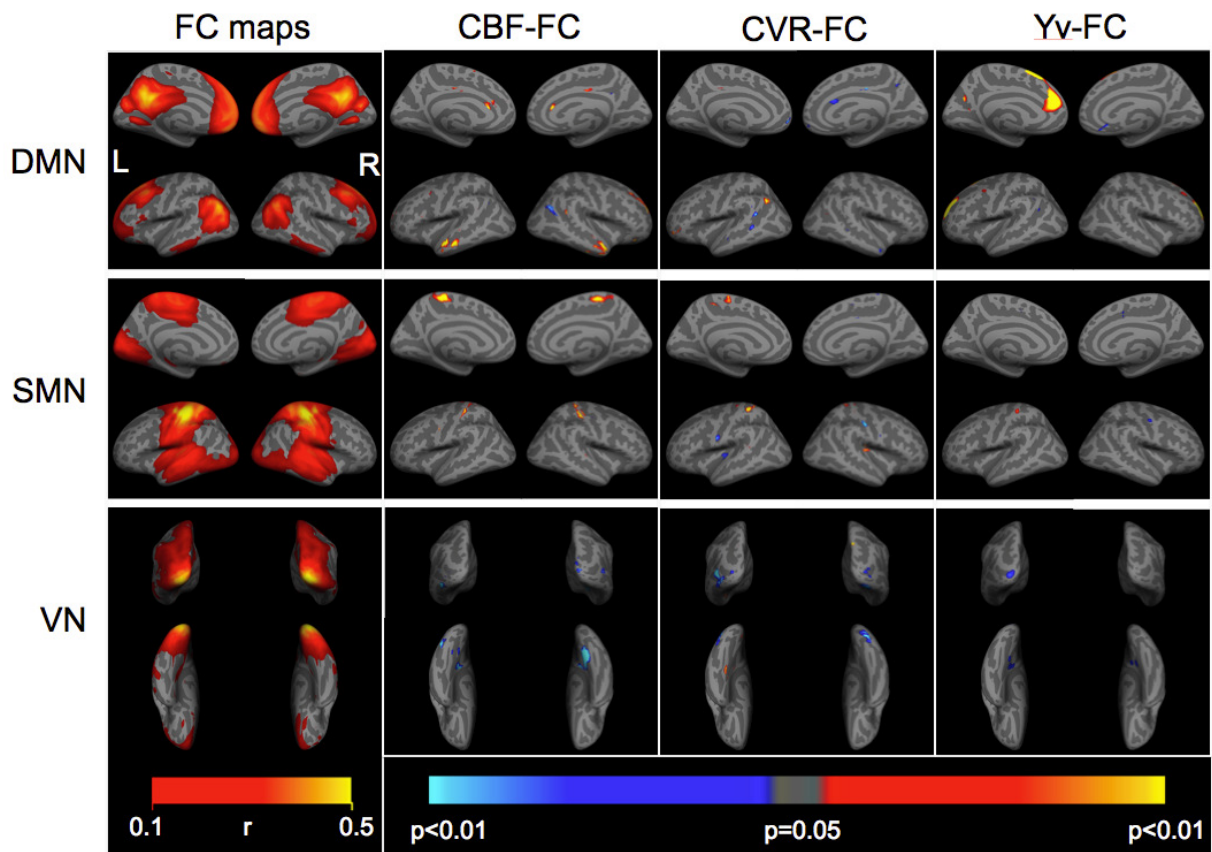 FC maps CBF-FC CVR-FC Yv-FC
DMN
L R
SMN
VN
0.1 r 0.5
p<0.01 p=0.05 p<0.01